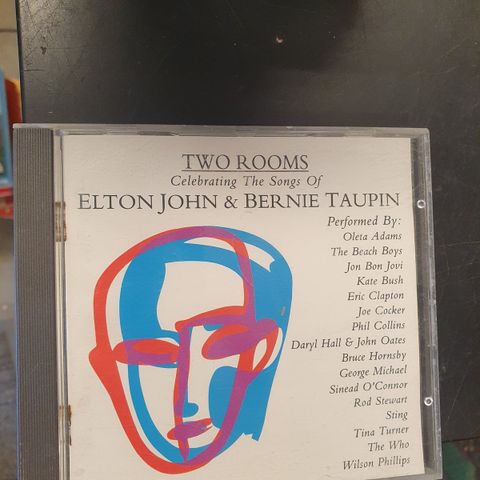 TWO ROOMS
Celebrating The Songs Of
ELTON JOHN & BERNIE TAUPIN
Performed By:
Oleta Adams
The Beach Boys
Jon Bon Jovi
Kate Bush
Eric Clapton
Joe Cocker
Phil Collins
Daryl Hall & John Oates
Bruce Hornsby
George Michael
Sinead O'Connor
Rod Stewart
Sting
Tina Turner
The Who
Wilson Phillips